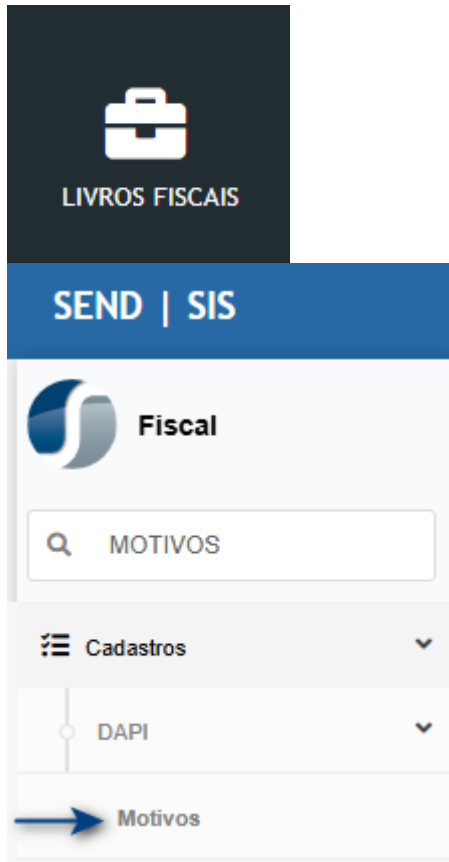 LIVROS FISCAIS
SEND | SIS
Fiscal
MOTIVOS
Cadastros
DAPI
Motivos